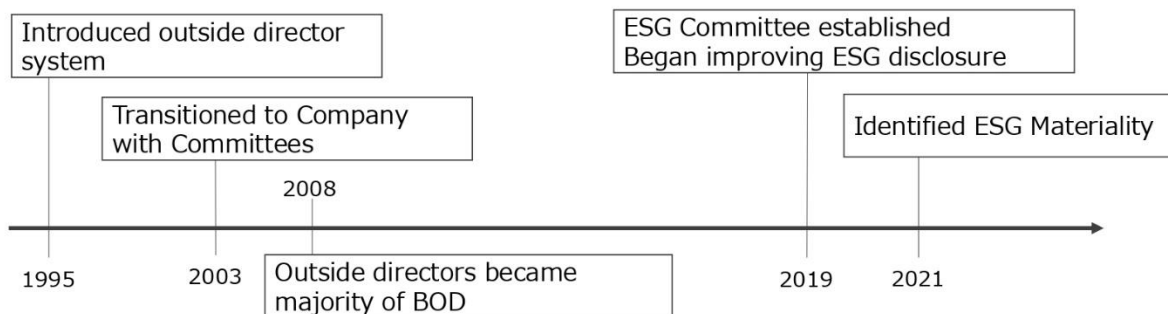 Introduced outside director
system
ESG Committee established
Began improving ESG disclosure
Transitioned to Company
with Committees
Identified ESG Materiality
2008
1995
2003
Outside directors became
majority of BOD
2019
2021